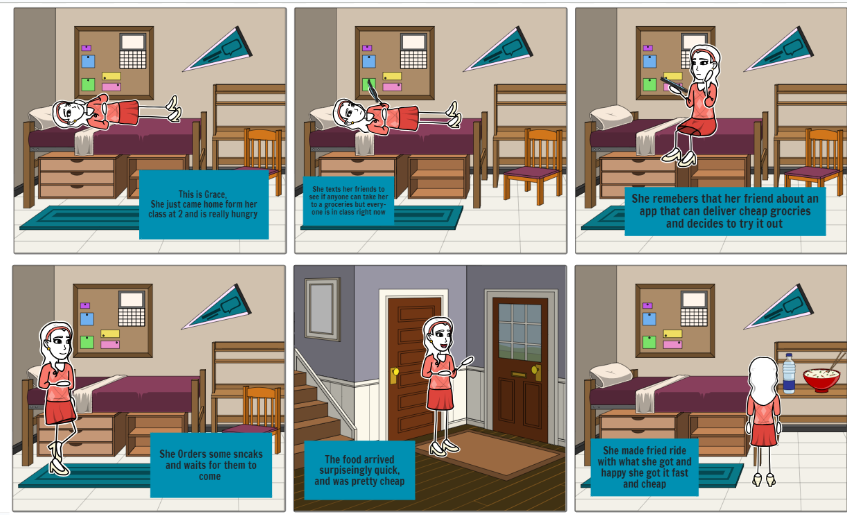 This is Grace,
She just came home form her
class at 2 and is really hungry
She texts her friends to
see if anyone can take her
to a groceries but every-
one is in class right now
She remebers that her friend about an
app that can deliver cheap grocries
and decides to try it out
She Orders some sncaks
and waits for them to
come
The food arrived
surpiseingly quick,
and was pretty cheap
She made fried ride
with what she got and
happy she got it fast
and cheap